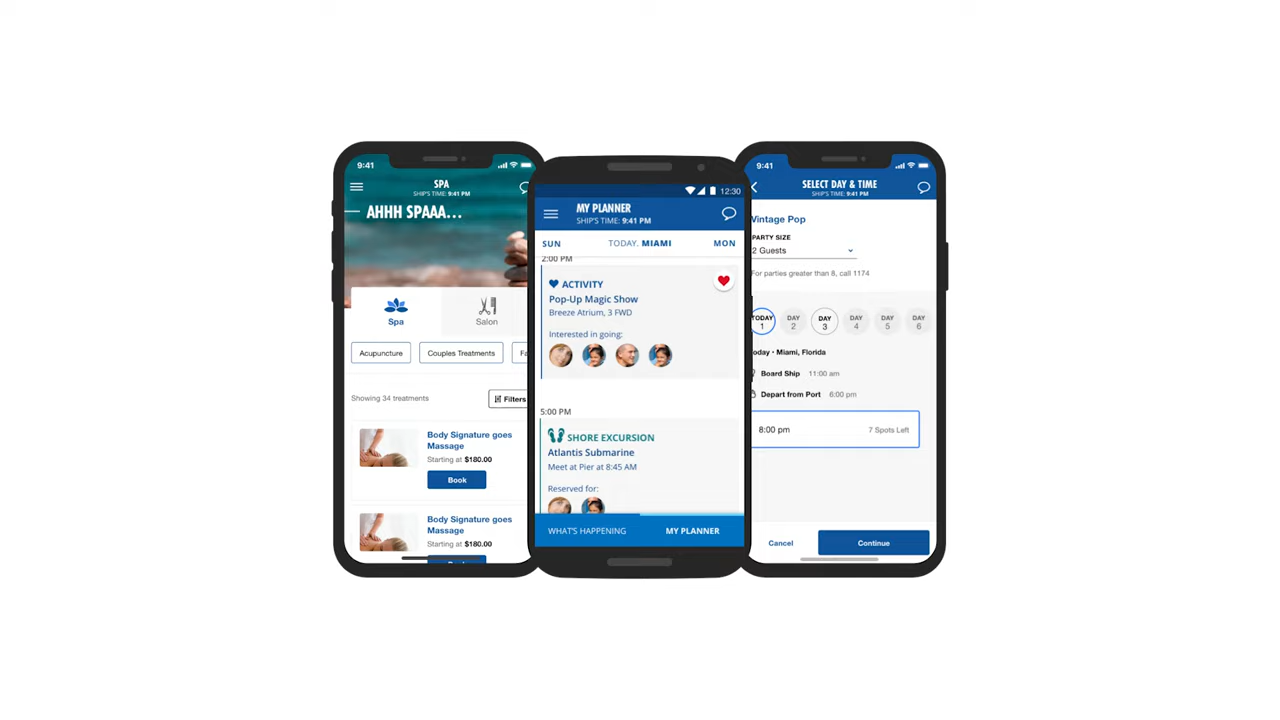 9:41
SPA
SHIP'S TIME: 9:41 PM
AHHH SPAAA...
Spa
Salon
Acupuncture
Couples Treatments
Fa
Showing 34 treatments
Filters
Body Signature goes
Massage
Starting at $180.00
Book
Body Signature goes
Massage
Starting at $180.00
12:30
MY PLANNER
SHIP'S TIME: 9:41 PM
SUN
TODAY, MIAMI
MON
2:00 PM
ACTIVITY
Pop-Up Magic Show
Breeze Atrium, 3 FWD
Interested in going:
5:00 PM
SHORE EXCURSION
Atlantis Submarine
Meet at Pier at 8:45 AM
Reserved for:
WHAT'S HAPPENING
MY PLANNER
9:41
SELECT DAY & TIME
SHIP'S TIME: 9:41 PM
Vintage Pop
PARTY SIZE
2 Guests
For parties greater than 8, call 1174
TODAY 1
DAY 2
DAY 3
DAY 4
DAY 5
DAY 6
oday • Miami, Florida
Board Ship 11:00 am
Depart from Port 6:00 pm
8:00 pm 7 Spots Left
Cancel
Continue